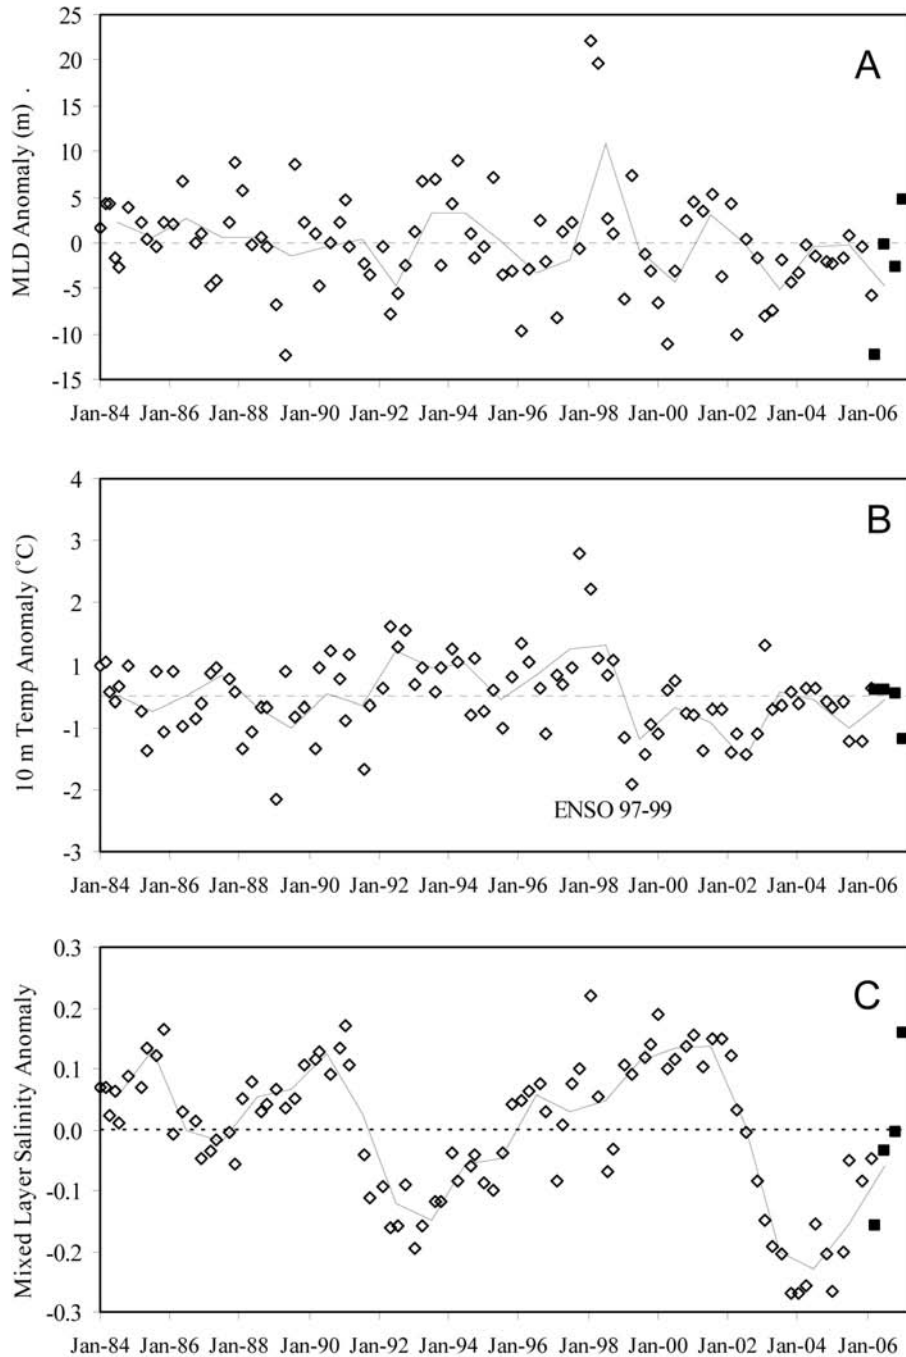 A
MLD Anomaly (m) .
25
20
15
10
5
0
-5
-10
-15
Jan-84 Jan-86 Jan-88 Jan-90 Jan-92 Jan-94 Jan-96 Jan-98 Jan-00 Jan-02 Jan-04 Jan-06
B
10 m Temp Anomaly (°C)
4
3
2
1
-1
-2
-3
ENSO 97-99
Jan-84 Jan-86 Jan-88 Jan-90 Jan-92 Jan-94 Jan-96 Jan-98 Jan-00 Jan-02 Jan-04 Jan-06
C
Mixed Layer Salinity Anomaly
0.3
0.2
0.1
0.0
-0.1
-0.2
-0.3
Jan-84 Jan-86 Jan-88 Jan-90 Jan-92 Jan-94 Jan-96 Jan-98 Jan-00 Jan-02 Jan-04 Jan-06